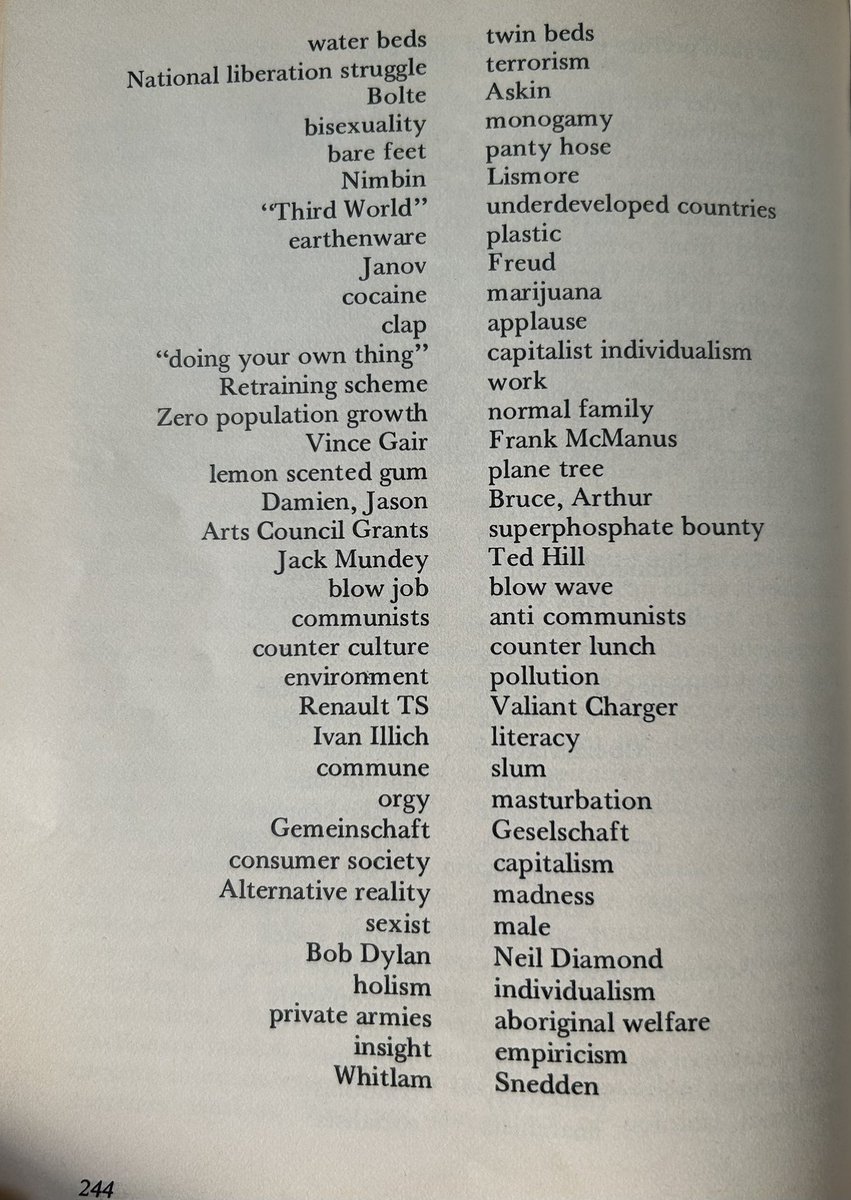 water beds twin beds
National liberation struggle terrorism
Bolte Askin
bisexuality monogamy
bare feet panty hose
Nimbin Lismore
“Third World” underdeveloped countries
earthenware plastic
Janov Freud
cocaine marijuana
clap applause
“doing your own thing” capitalist individualism
Retraining scheme work
Zero population growth normal family
Vince Gair Frank McManus
lemon scented gum plane tree
Damien, Jason Bruce, Arthur
Arts Council Grants superphosphate bounty
Jack Mundey Ted Hill
blow job blow wave
communists anti communists
counter culture counter lunch
environment pollution
Renault TS Valiant Charger
Ivan Illich literacy
commune slum
orgy masturbation
Gemeinschaft Geselschaft
consumer society capitalism
Alternative reality madness
sexist male
Bob Dylan Neil Diamond
holism individualism
private armies aboriginal welfare
insight empiricism
Whitlam Snedden
244